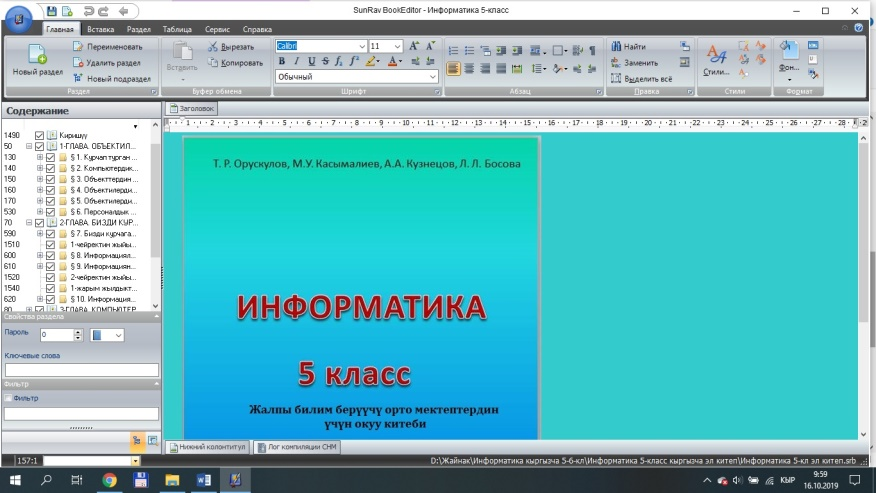 SunRav BookEditor - Информатика 5-класс
Главная Вставка Раздел Таблица Сервис Справка
Новый раздел
Переименовать
Удалить раздел
Новый подраздел
Раздел
Вставить
Вырезать
Копировать
Буфер обмена
Calibri 11
Обычный
Шрифт
Абзац
Найти
Заменить
Выделить всё
Правка
Стили...
Стили
Фон...
Формат
Содержание
Заголовок
1490 Киришүү
50 1-ГЛАВА. ОБЪЕКТИЛ...
130 § 1. Курчап турган ...
140 § 2. Компьютердик...
150 § 3. Объекттердин ...
160 § 4. Объектилерди...
170 § 5. Объектилерди...
530 § 6. Персоналдык ...
70 2-ГЛАВА. БИЗДИ КУР...
590 § 7. Бизди курчага...
1510 1-чейректин жыйы...
600 § 8. Информациял...
610 § 9. Информациян...
1520 2-чейректин жыйы...
1540 1-жарым жылдыкт...
620 § 10. Информация...
80 3-ГЛАВА. КОМПЬЮТЕР
Свойства раздела
Пароль 0
Ключевые слова
Фильтр
Фильтр
Т. Р. Орускулов, М.У. Касымалиев, А.А. Кузнецов, Л. Л. Босова
ИНФОРМАТИКА
5 класс
Жалпы билим берүүчү орто мектептердин
үчүн окуу китеби
Нижний колонтитул Лог компиляции CHM
157:1
D:\Жайнак\Информатика кыргызча 5-6-кл\Информатика 5-класс кыргызча эл китеп\Информатика 5-кл эл китеп.srb
КЫР
9:59
16.10.2019